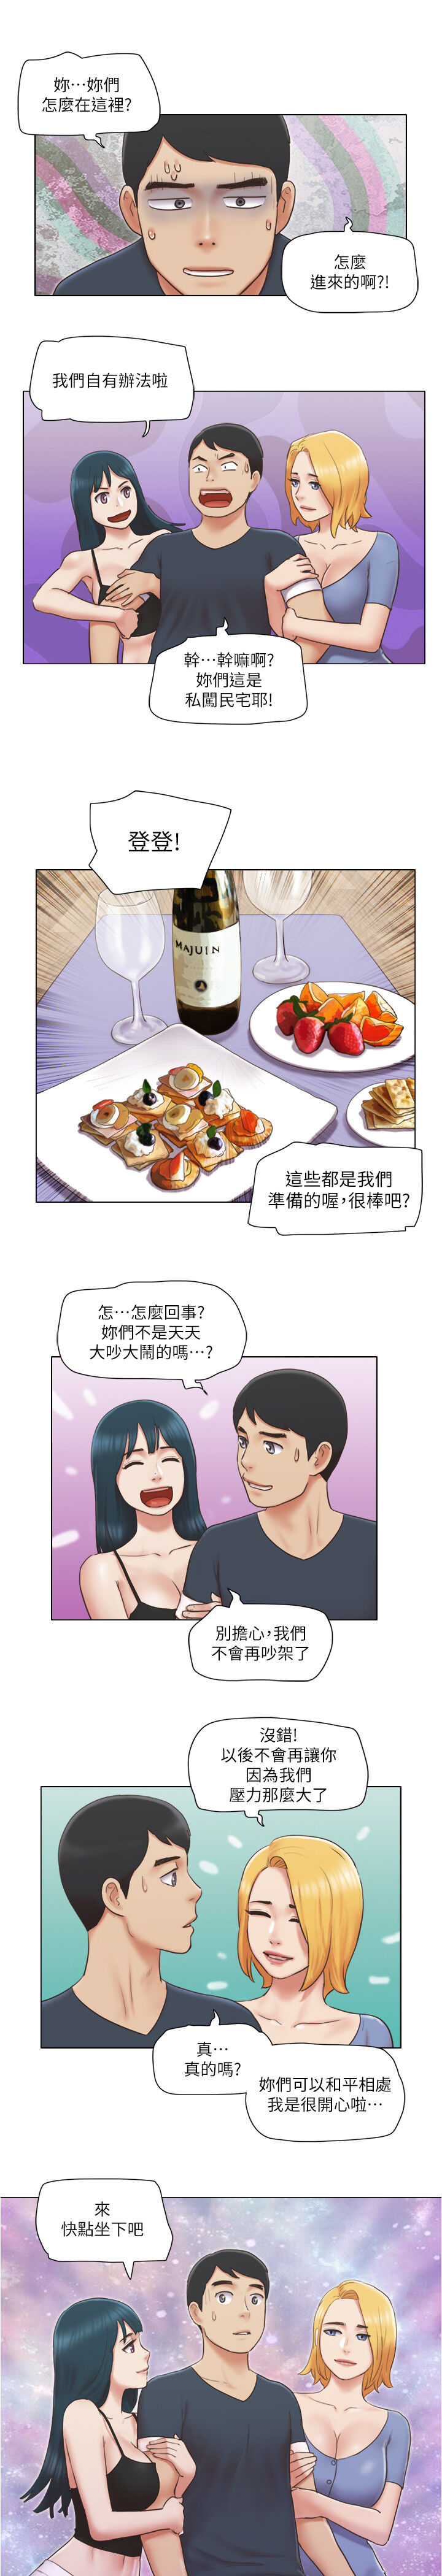 妳⋯妳們
怎麼在這裡?
怎麼
進來的啊?!
我們自有辦法啦
幹⋯幹嘛啊?
妳們這是
私闖民宅耶!
登登!
MAJUIN
這些都是我們
準備的喔,很棒吧?
怎⋯怎麼回事?
妳們不是天天
大吵大鬧的嗎⋯?
別擔心,我們
不會再吵架了
沒錯!
以後不會再讓你
因為我們
壓力那麼大了
真⋯
真的嗎?
妳們可以和平相處
我是很開心啦⋯
來
快點坐下吧